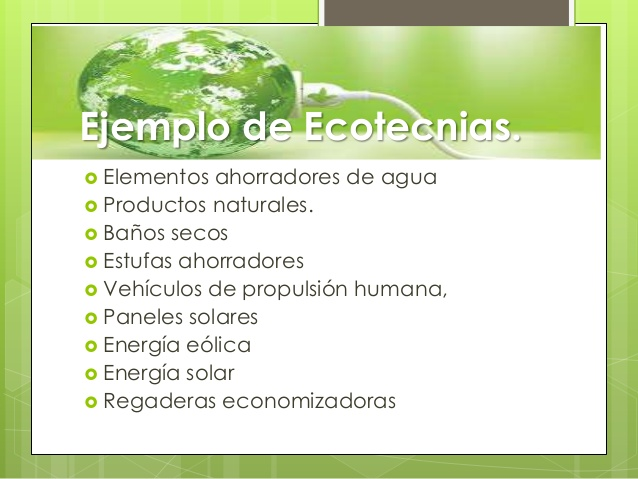 Ejemplo de Ecotecnias.
Elementos ahorradores de agua
Productos naturales.
Baños secos
Estufas ahorradores
Vehículos de propulsión humana,
Paneles solares
Energía eólica
Energía solar
Regaderas economizadoras